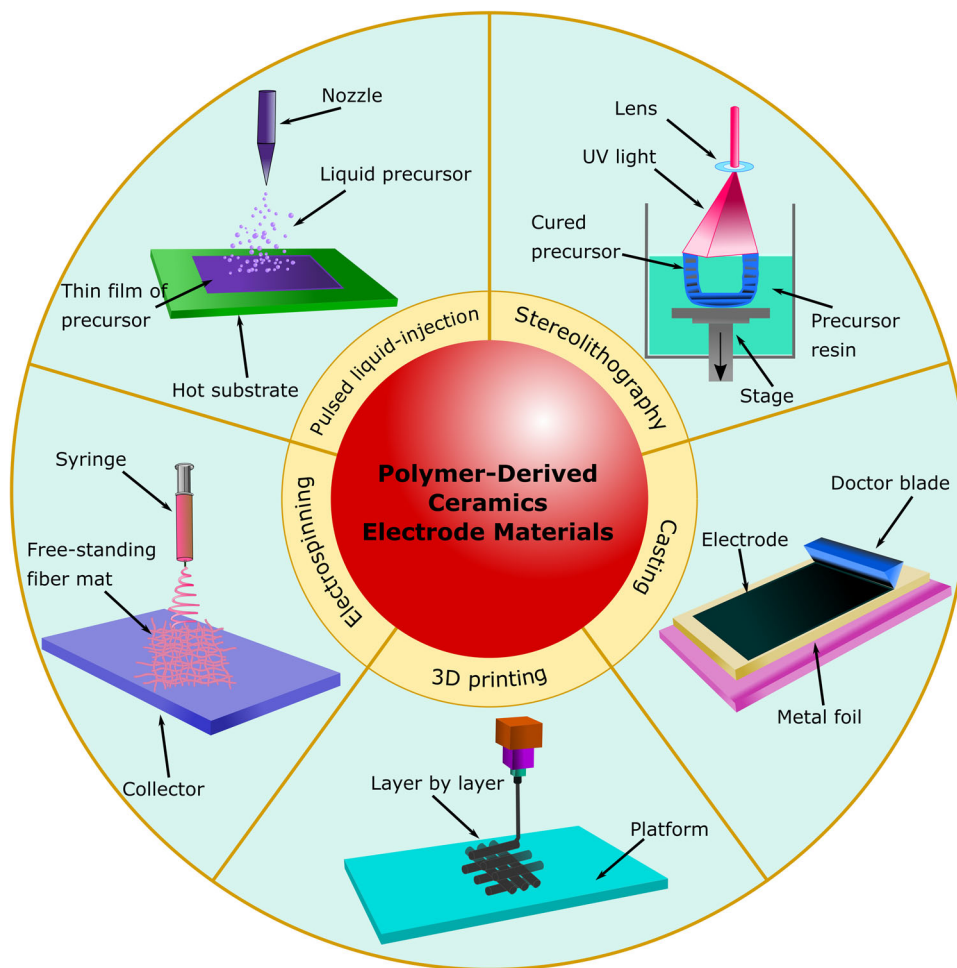 Nozzle
Liquid precursor
Thin film of
precursor
Hot substrate
Pulsed liquid-injection
Lens
UV light
Cured
precursor
Precursor
resin
Stage
Stereolithography
Polymer-Derived
Ceramics
Electrode Materials
Syringe
Free-standing
fiber mat
Collector
Electrospinning
Doctor blade
Electrode
Metal foil
Casting
3D printing
Layer by layer
Platform